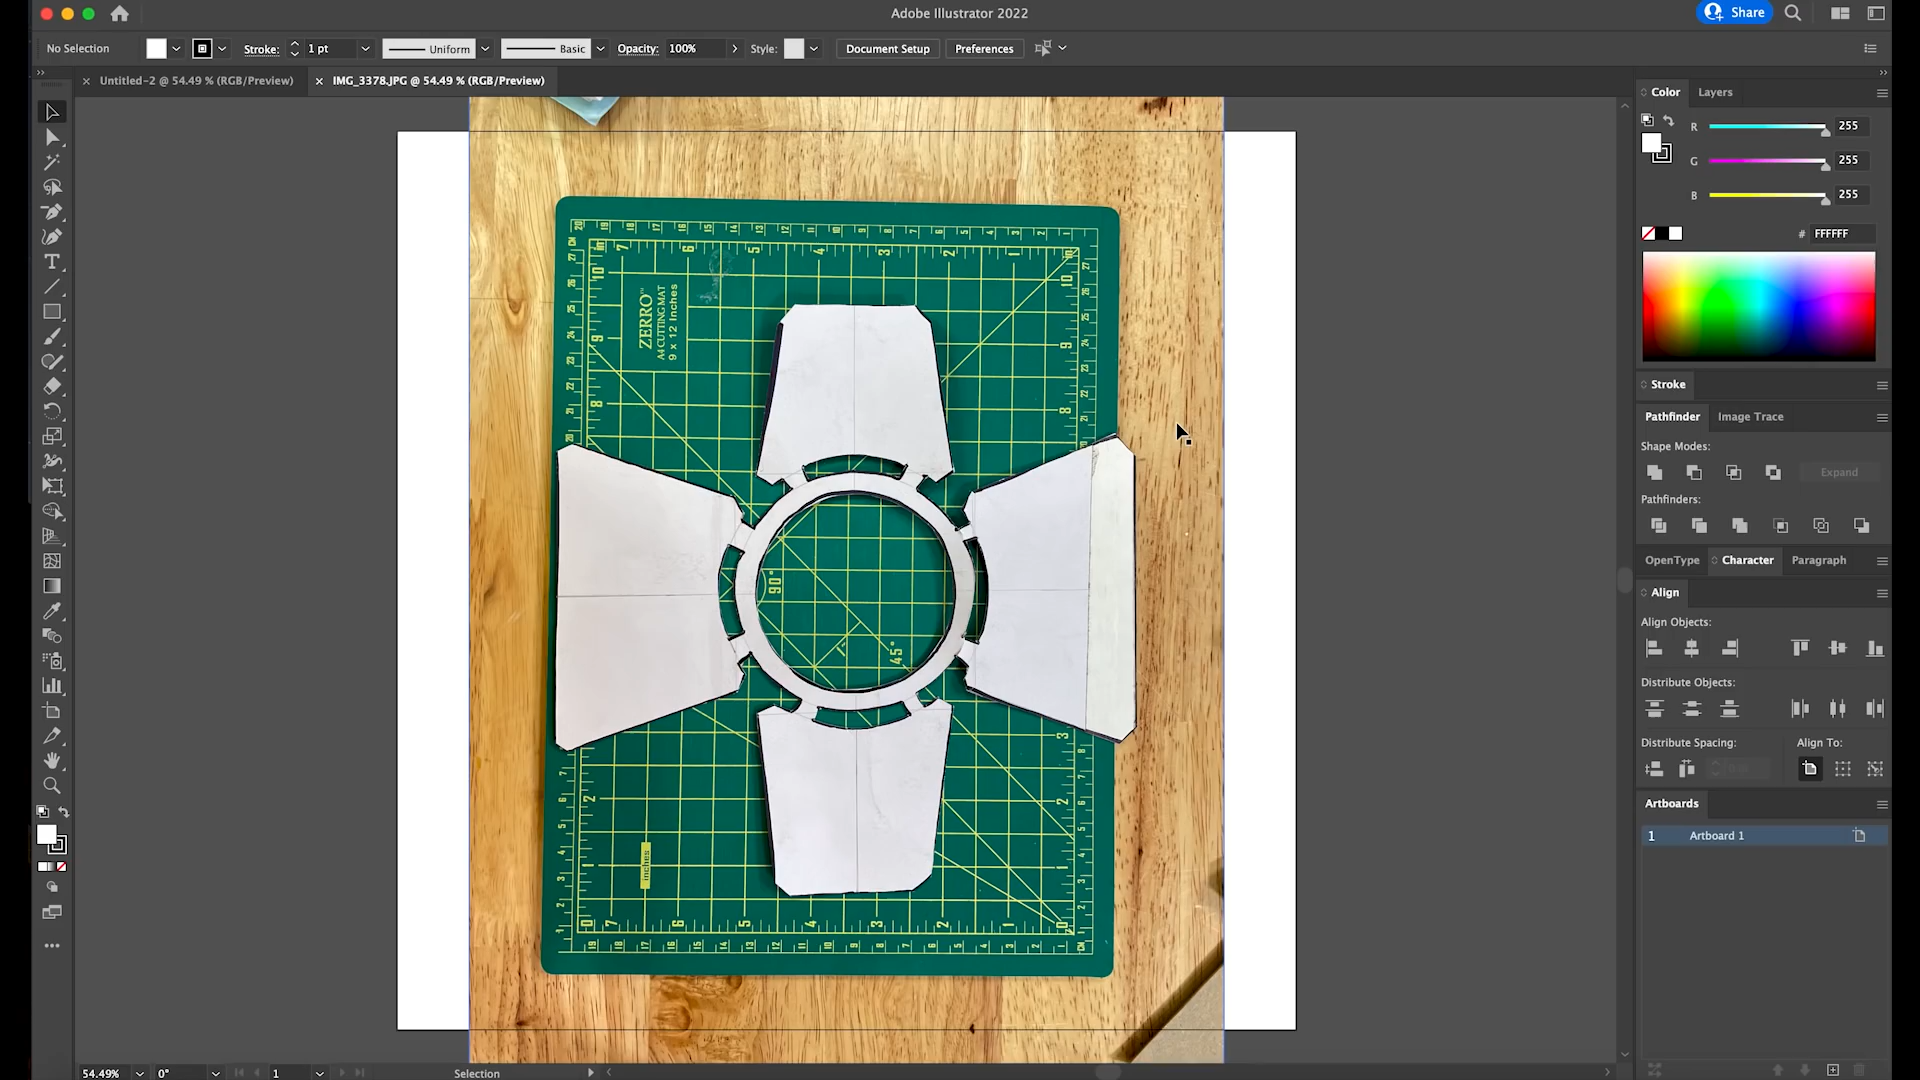 Adobe Illustrator 2022
Share
No Selection
Stroke:
1 pt
Uniform
Basic
Opacity:
100%
Style:
Document Setup
Preferences
Untitled-2 @ 54.49 % (RGB/Preview)
IMG_3378.JPG @ 54.49 % (RGB/Preview)
Color
Layers
R
255
G
255
B
255
# FFFFFF
Stroke
Pathfinder
Image Trace
Shape Modes:
Expand
Pathfinders:
OpenType
Character
Paragraph
Align
Align Objects:
Distribute Objects:
Distribute Spacing:
Align To:
Artboards
1 Artboard 1
ZERRO™
A4 CUTTING MAT
9 x 12 Inches
90°
45°
inches
54.49%
0°
1
Selection